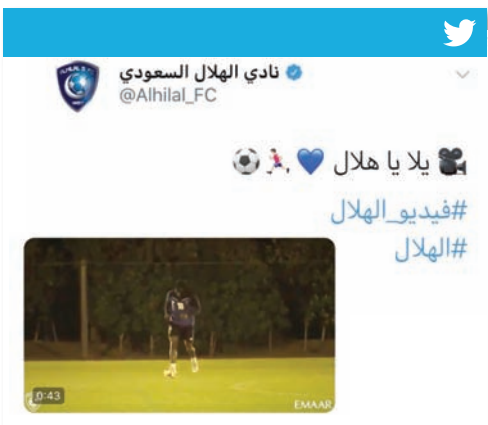 نادي الهلال السعودي
@Alhilal_FC
يلا يا هلال
#فيديو_الهلال
#الهلال
0:43
EMAAR